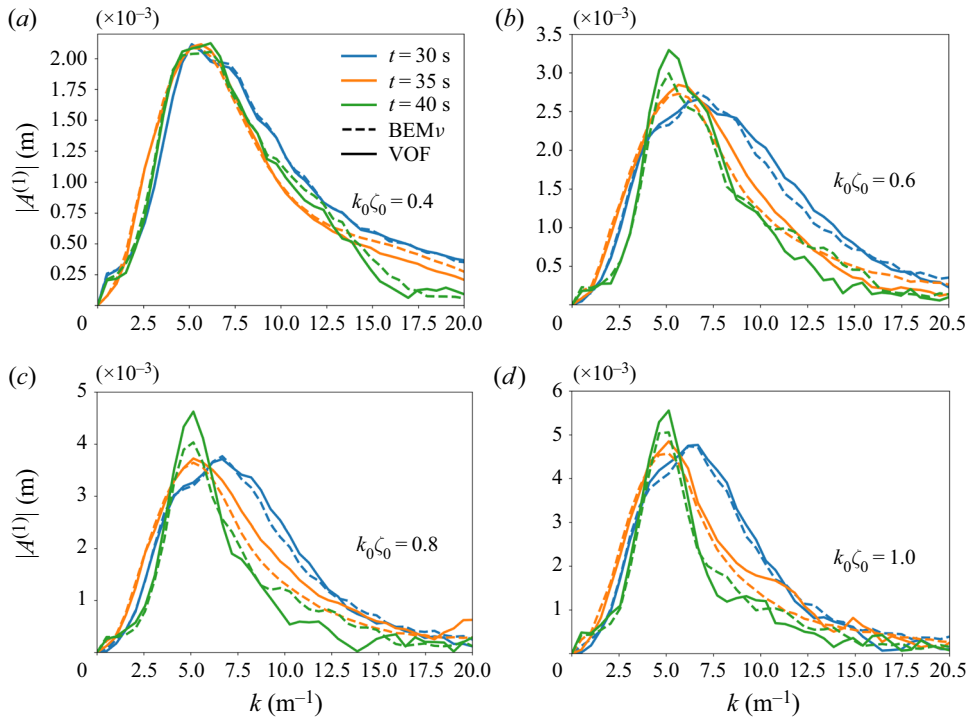 (a) (×10⁻³)
2.00
1.75
1.50
1.25
1.00
0.75
0.50
0.25
0 2.5 5.0 7.5 10.0 12.5 15.0 17.5 20.0
|A⁽¹⁾| (m)
t = 30 s
t = 35 s
t = 40 s
BEMν
VOF
k₀ζ₀ = 0.4
(b) (×10⁻³)
3.5
3.0
2.5
2.0
1.5
1.0
0.5
0 2.5 5.0 7.5 10.0 12.5 15.0 17.5 20.5
k₀ζ₀ = 0.6
(c) (×10⁻³)
5
4
3
2
1
0 2.5 5.0 7.5 10.0 12.5 15.0 17.5 20.0
|A⁽¹⁾| (m)
k (m⁻¹)
k₀ζ₀ = 0.8
(d) (×10⁻³)
6
5
4
3
2
1
0 2.5 5.0 7.5 10.0 12.5 15.0 17.5 20.5
k (m⁻¹)
k₀ζ₀ = 1.0